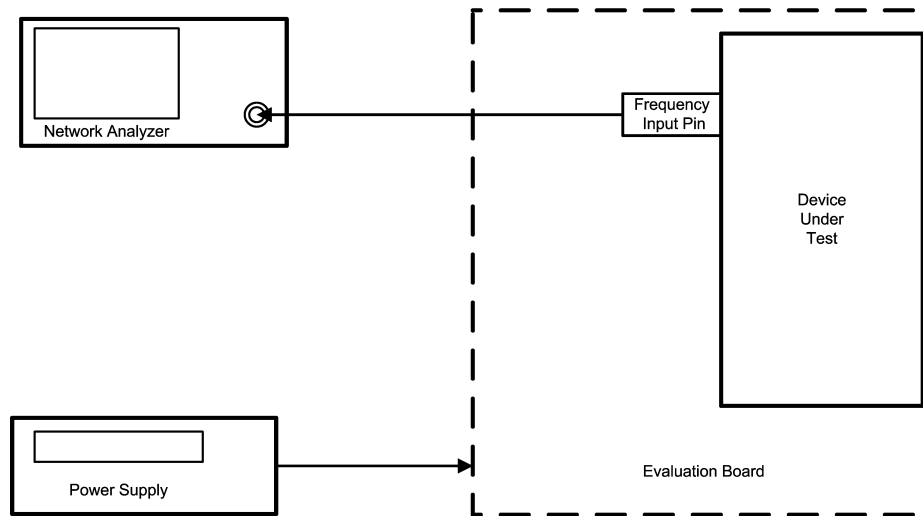 Network Analyzer
Frequency
Input Pin
Device
Under
Test
Power Supply
Evaluation Board